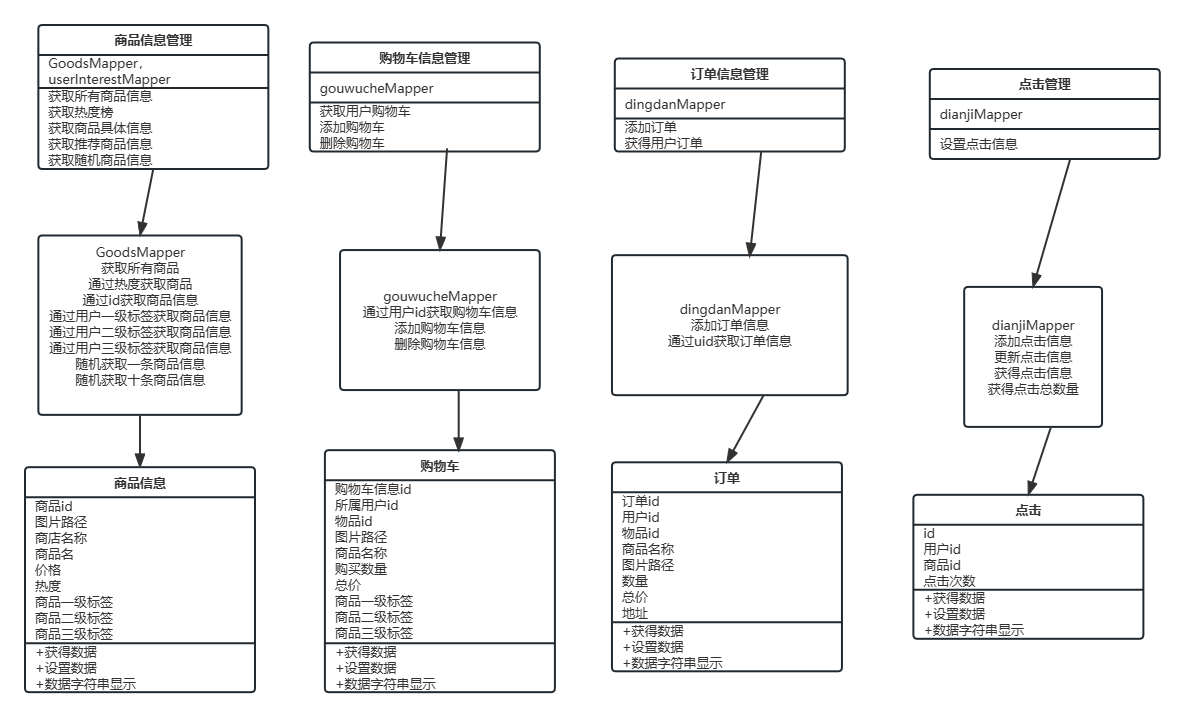 商品信息管理
GoodsMapper,
userInterestMapper
获取所有商品信息
获取热度榜
获取商品具体信息
获取推荐商品信息
获取随机商品信息
购物车信息管理
gouwucheMapper
获取用户购物车
添加购物车
删除购物车
订单信息管理
dingdanMapper
添加订单
获得用户订单
点击管理
dianjiMapper
设置点击信息
GoodsMapper
获取所有商品
通过热度获取商品
通过id获取商品信息
通过用户一级标签获取商品信息
通过用户二级标签获取商品信息
通过用户三级标签获取商品信息
随机获取一条商品信息
随机获取十条商品信息
gouwucheMapper
通过用户id获取购物车信息
添加购物车信息
删除购物车信息
dingdanMapper
添加订单信息
通过uid获取订单信息
dianjiMapper
添加点击信息
更新点击信息
获得点击信息
获得点击总数量
商品信息
商品id
图片路径
商店名称
商品名
价格
热度
商品一级标签
商品二级标签
商品三级标签
+获得数据
+设置数据
+数据字符串显示
购物车
购物车信息id
所属用户id
物品id
图片路径
商品名称
购买数量
总价
商品一级标签
商品二级标签
商品三级标签
+获得数据
+设置数据
+数据字符串显示
订单
订单id
用户id
物品id
商品名称
图片路径
数量
总价
地址
+获得数据
+设置数据
+数据字符串显示
点击
id
用户id
商品id
点击次数
+获得数据
+设置数据
+数据字符串显示